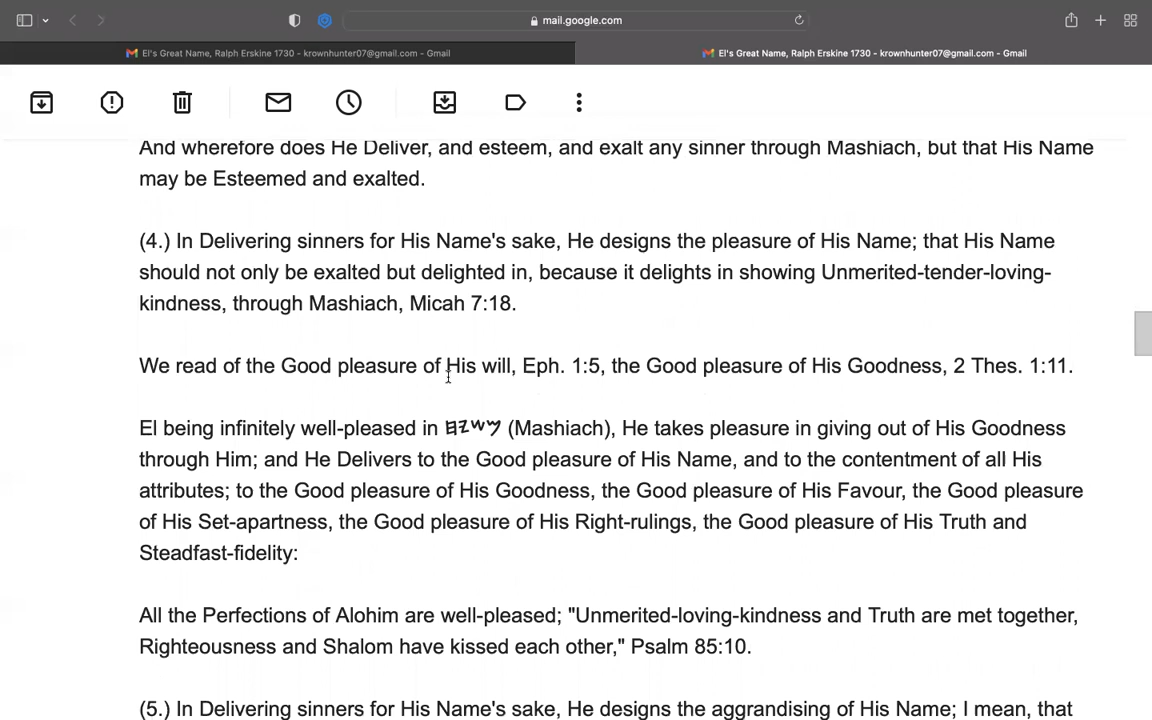 mail.google.com
El's Great Name, Ralph Erskine 1730 - krownhunter07@gmail.com - Gmail
El's Great Name, Ralph Erskine 1730 - krownhunter07@gmail.com - Gmail
And wherefore does He Deliver, and esteem, and exalt any sinner through Mashiach, but that His Name
may be Esteemed and exalted.
(4.) In Delivering sinners for His Name's sake, He designs the pleasure of His Name; that His Name
should not only be exalted but delighted in, because it delights in showing Unmerited-tender-loving-
kindness, through Mashiach, Micah 7:18.
We read of the Good pleasure of His will, Eph. 1:5, the Good pleasure of His Goodness, 2 Thes. 1:11.
El being infinitely well-pleased in 𐤇𐤉𐤔𐤌 (Mashiach), He takes pleasure in giving out of His Goodness
through Him; and He Delivers to the Good pleasure of His Name, and to the contentment of all His
attributes; to the Good pleasure of His Goodness, the Good pleasure of His Favour, the Good pleasure
of His Set-apartness, the Good pleasure of His Right-rulings, the Good pleasure of His Truth and
Steadfast-fidelity:
All the Perfections of Alohim are well-pleased; "Unmerited-loving-kindness and Truth are met together,
Righteousness and Shalom have kissed each other," Psalm 85:10.
(5.) In Delivering sinners for His Name's sake, He designs the aggrandising of His Name; I mean, that